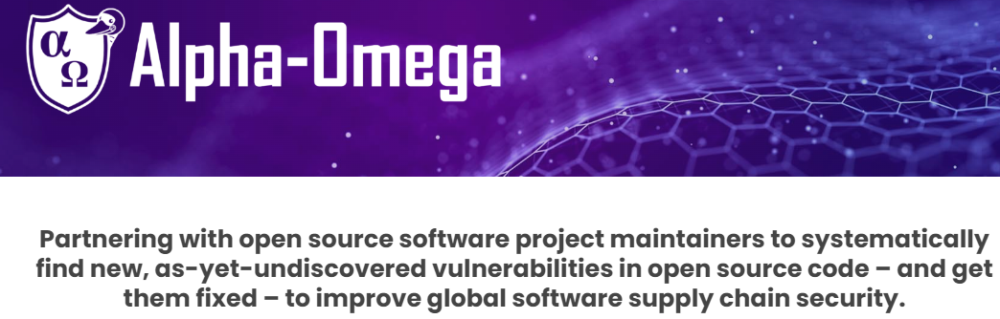 α
Ω
Alpha-Omega
Partnering with open source software project maintainers to systematically
find new, as-yet-undiscovered vulnerabilities in open source code – and get
them fixed – to improve global software supply chain security.